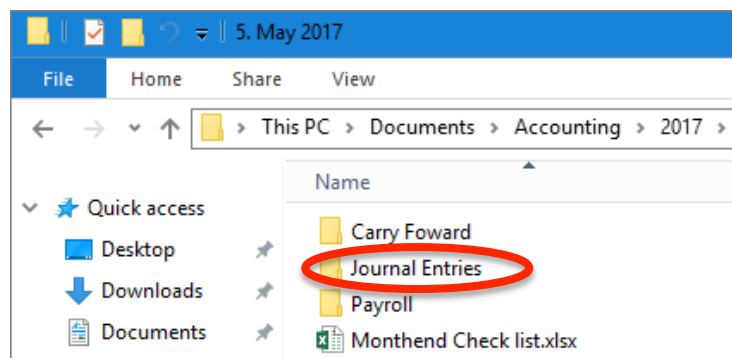 5. May 2017
File Home Share View
This PC > Documents > Accounting > 2017 >
Name
Quick access
Desktop
Downloads
Documents
Carry Foward
Journal Entries
Payroll
Monthend Check list.xlsx